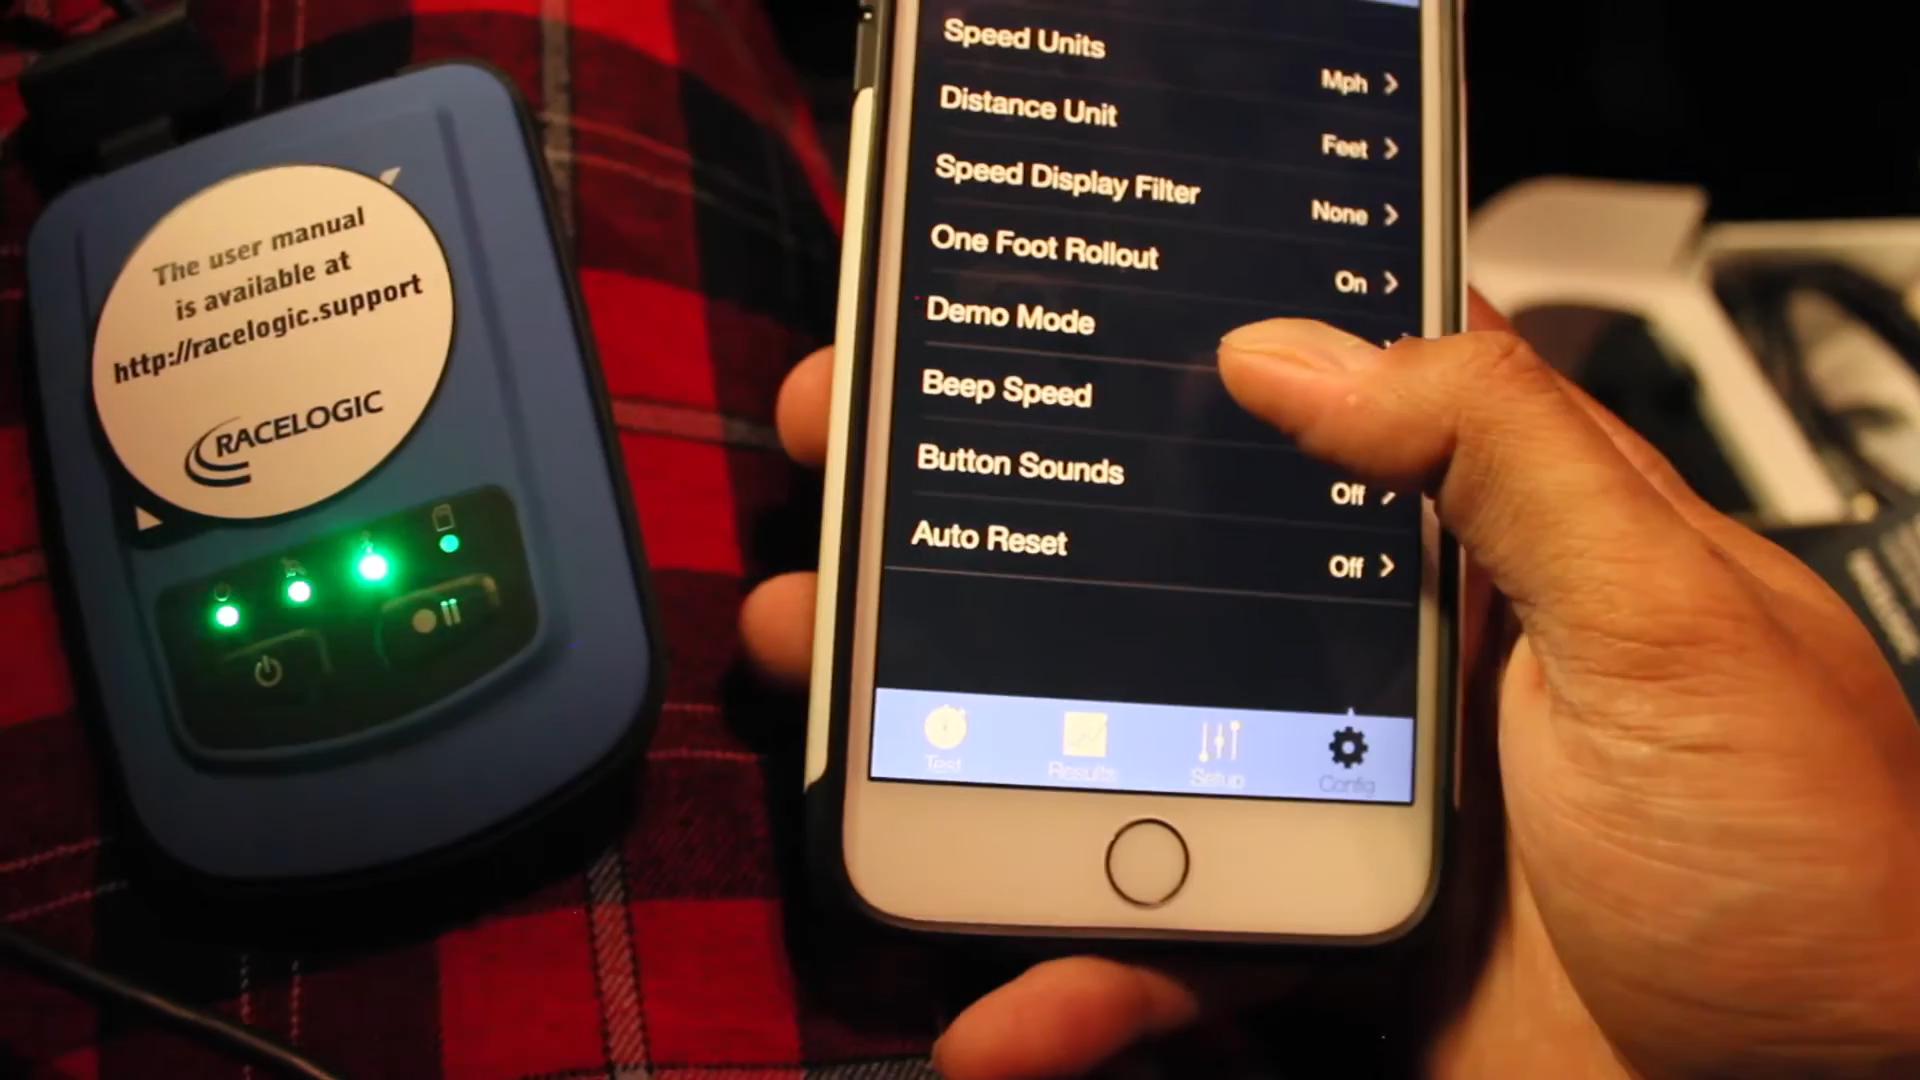 The user manual
is available at
http://racelogic.support
RACELOGIC
Speed Units
Mph
Distance Unit
Feet
Speed Display Filter
None
One Foot Rollout
On
Demo Mode
Beep Speed
Button Sounds
Off
Auto Reset
Off
Test
Results
Setup
Config